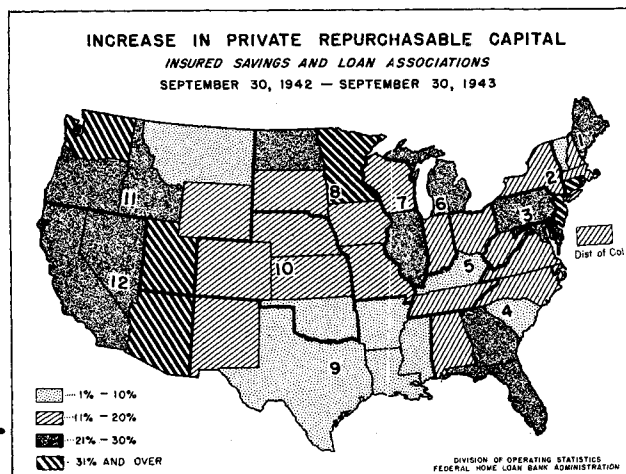 INCREASE IN PRIVATE REPURCHASABLE CAPITAL
INSURED SAVINGS AND LOAN ASSOCIATIONS
SEPTEMBER 30, 1942 — SEPTEMBER 30, 1943
1
2
3
4
5
6
7
8
9
10
11
12
Dist of Col
1% - 10%
11% - 20%
21% - 30%
31% AND OVER
DIVISION OF OPERATING STATISTICS
FEDERAL HOME LOAN BANK ADMINISTRATION